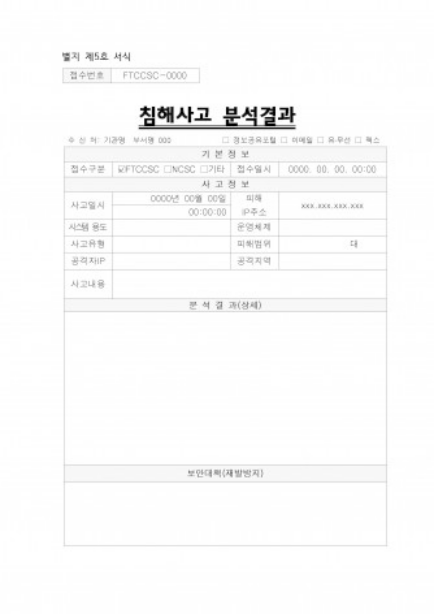 별지 제5호 서식
접수번호 FTCCSC-0000
침해사고 분석결과
수 신 처: 기관명 부서명 000 □ 정보공유포털 □ 이메일 □ 유·무선 □ 팩스
기 본 정 보
접수구분 ☑FTCCSC □NCSC □기타 접수일시 0000. 00. 00. 00:00
사 고 정 보
사고일시 0000년 00월 00일 00:00:00 피해 IP주소 xxx.xxx.xxx.xxx
시스템 용도 운영체제
사고유형 피해범위 대
공격자IP 공격지역
사고내용
분 석 결 과(상세)
보안대책(재발방지)